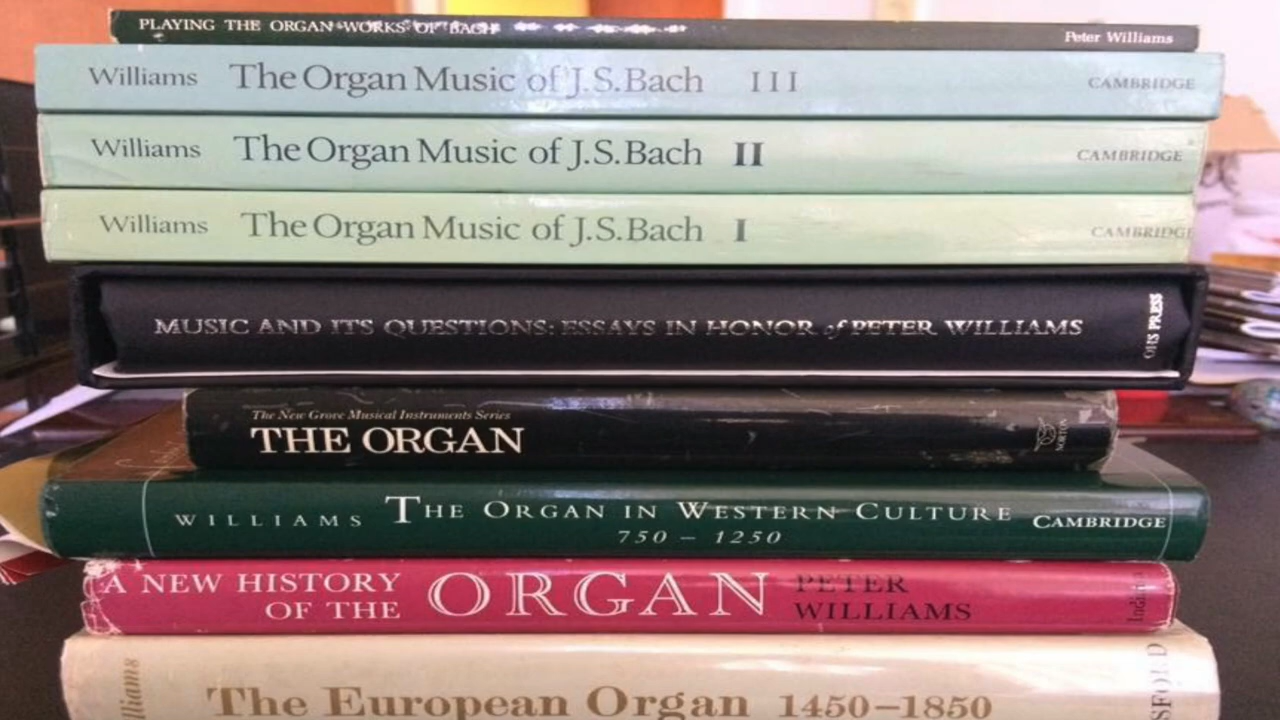 PLAYING THE ORGAN WORKS OF BACH Peter Williams
Williams The Organ Music of J.S.Bach III CAMBRIDGE
Williams The Organ Music of J.S.Bach II CAMBRIDGE
Williams The Organ Music of J.S.Bach I CAMBRIDGE
MUSIC AND ITS QUESTIONS: ESSAYS IN HONOR of PETER WILLIAMS OHS PRESS
The New Grove Musical Instruments Series
THE ORGAN NORTON
WILLIAMS THE ORGAN IN WESTERN CULTURE CAMBRIDGE
750 – 1250
A NEW HISTORY
OF THE ORGAN PETER
WILLIAMS
The European Organ 1450–1850